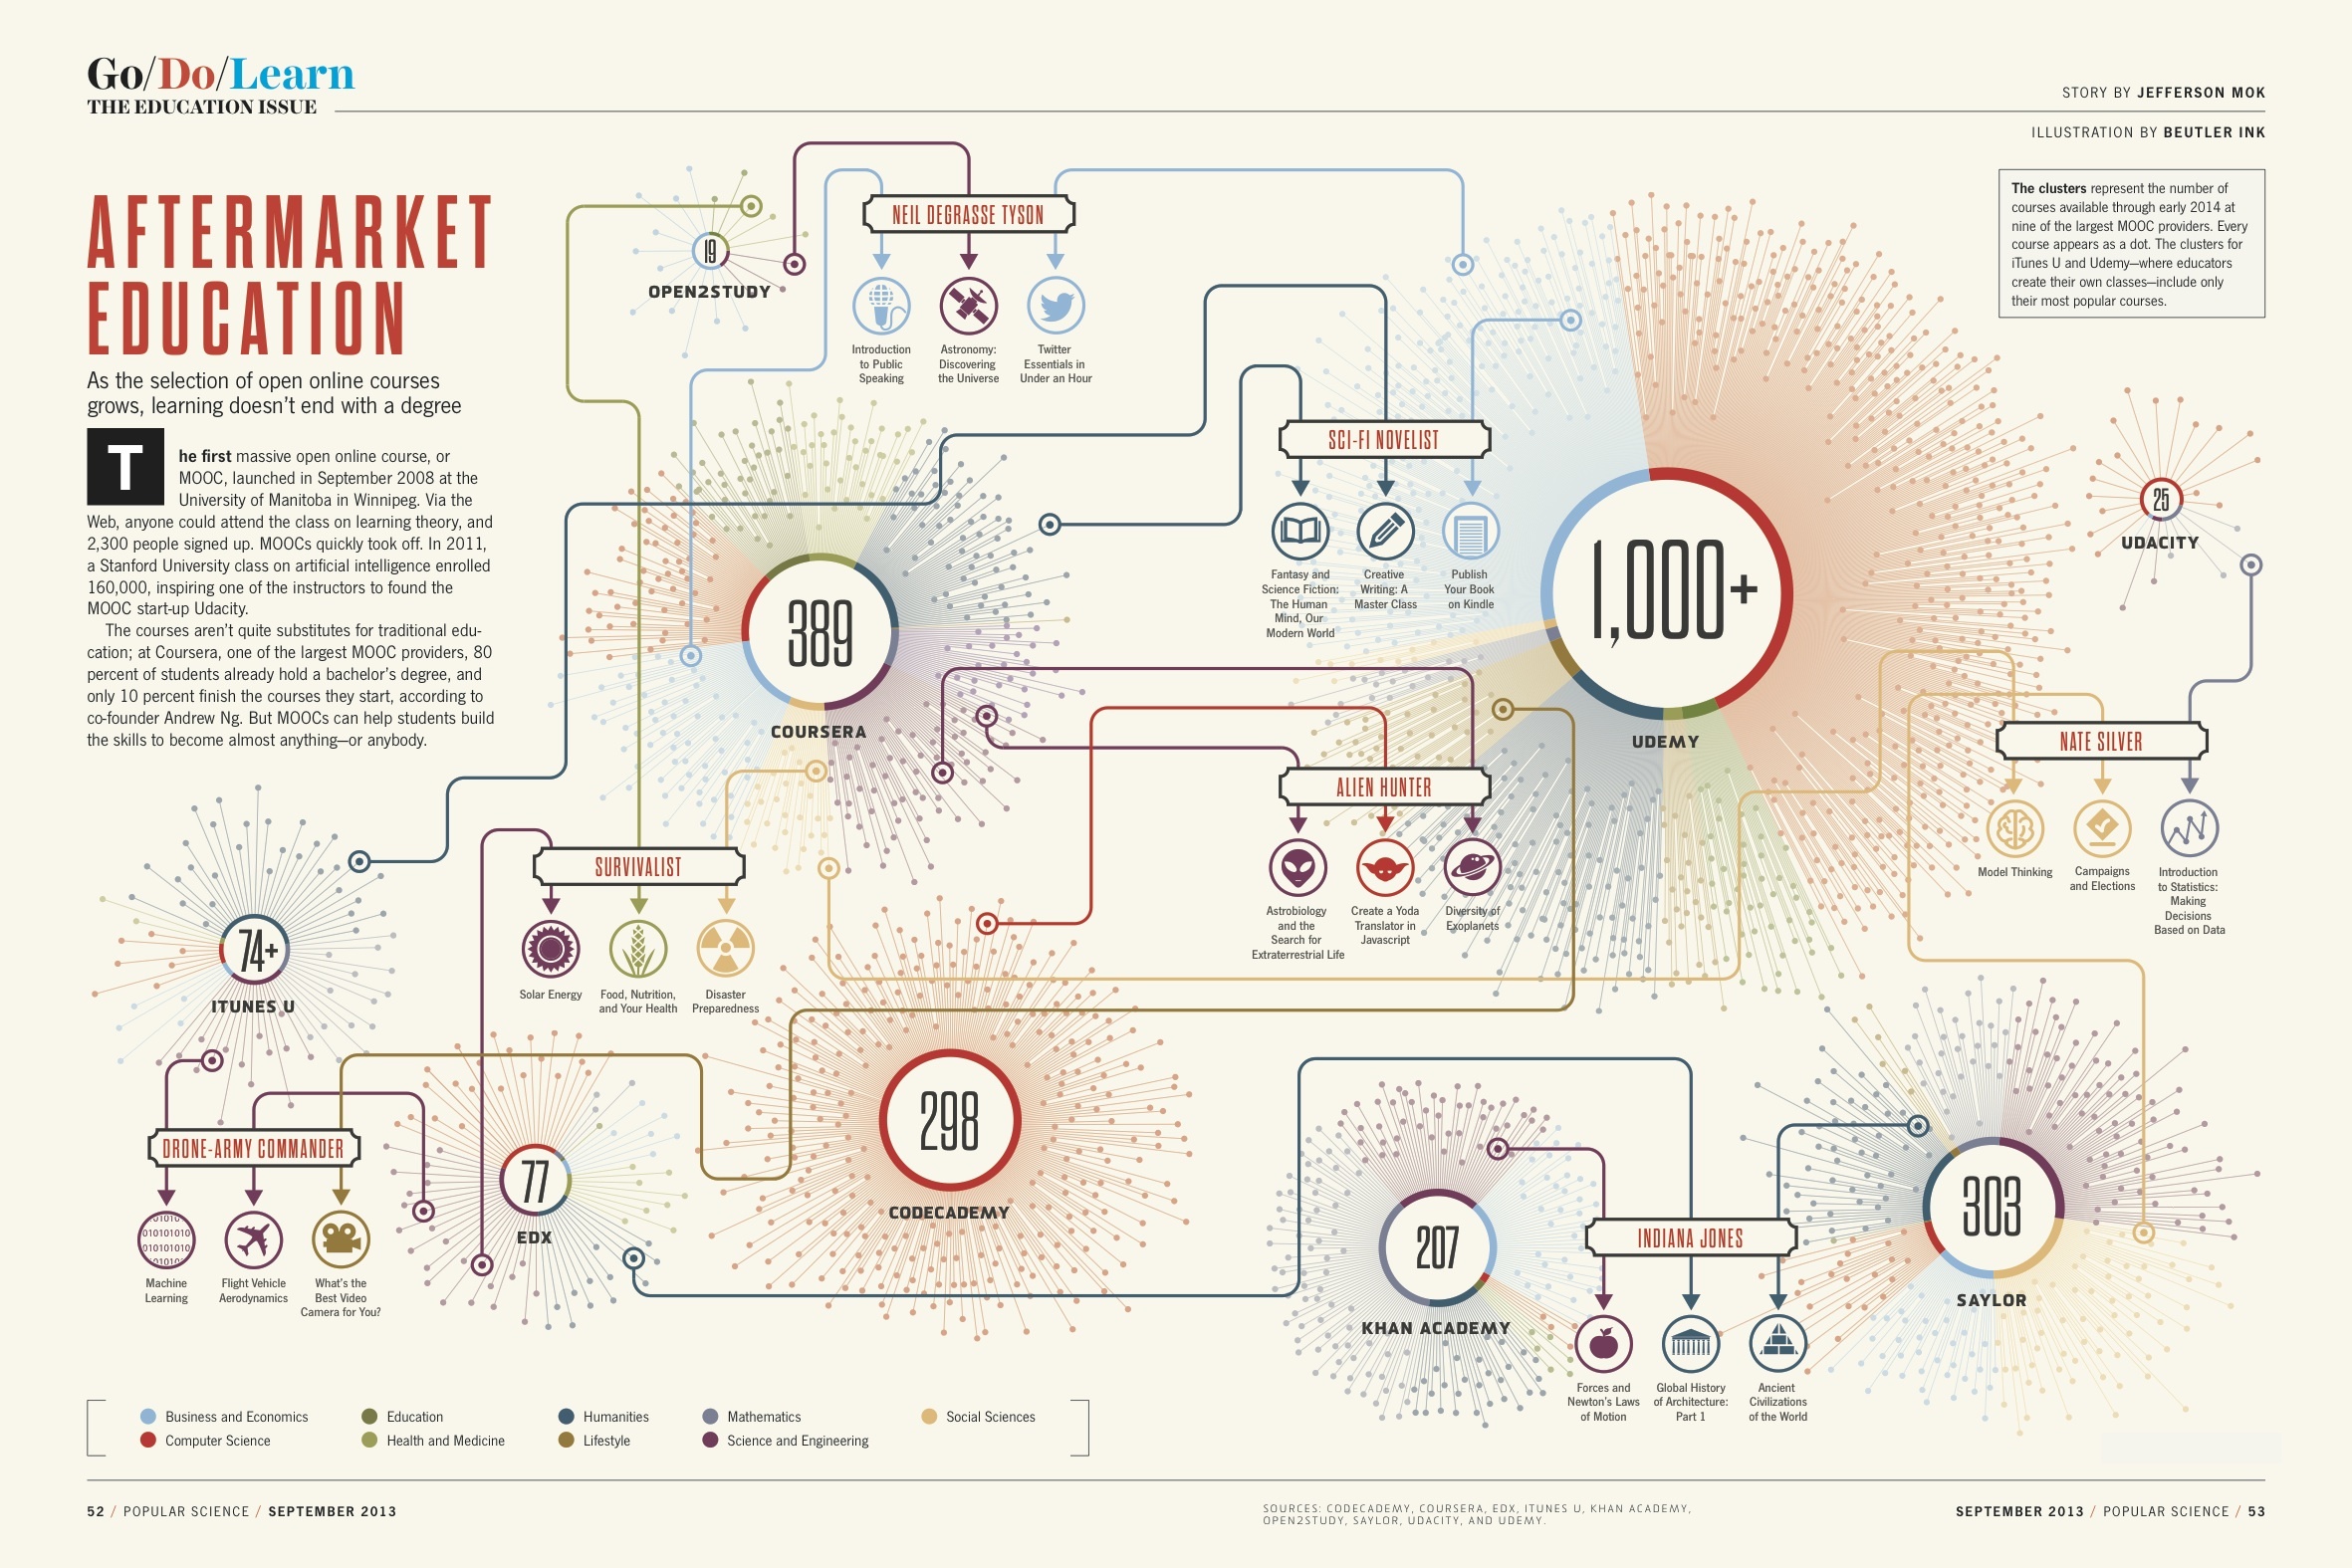 Go/Do/Learn
THE EDUCATION ISSUE
STORY BY JEFFERSON MOK
ILLUSTRATION BY BEUTLER INK
AFTERMARKET
EDUCATION
As the selection of open online courses
grows, learning doesn't end with a degree
The first massive open online course, or
MOOC, launched in September 2008 at the
University of Manitoba in Winnipeg. Via the
Web, anyone could attend the class on learning theory, and
2,300 people signed up. MOOCs quickly took off. In 2011,
a Stanford University class on artificial intelligence enrolled
160,000, inspiring one of the instructors to found the
MOOC start-up Udacity.
The courses aren't quite substitutes for traditional edu-
cation; at Coursera, one of the largest MOOC providers, 80
percent of students already hold a bachelor's degree, and
only 10 percent finish the courses they start, according to
co-founder Andrew Ng. But MOOCs can help students build
the skills to become almost anything—or anybody.
The clusters represent the number of
courses available through early 2014 at
nine of the largest MOOC providers. Every
course appears as a dot. The clusters for
iTunes U and Udemy—where educators
create their own classes—include only
their most popular courses.
19
OPEN2STUDY
NEIL DEGRASSE TYSON
Introduction
to Public
Speaking
Astronomy:
Discovering
the Universe
Twitter
Essentials in
Under an Hour
389
COURSERA
SCI-FI NOVELIST
Fantasy and
Science Fiction:
The Human
Mind, Our
Modern World
Creative
Writing: A
Master Class
Publish
Your Book
on Kindle
1,000+
UDEMY
25
UDACITY
NATE SILVER
Model Thinking
Campaigns
and Elections
Introduction
to Statistics:
Making
Decisions
Based on Data
ALIEN HUNTER
Astrobiology
and the
Search for
Extraterrestrial Life
Create a Yoda
Translator in
Javascript
Diversity of
Exoplanets
SURVIVALIST
Solar Energy
Food, Nutrition,
and Your Health
Disaster
Preparedness
74+
ITUNES U
DRONE-ARMY COMMANDER
01010
010101010
010101010
01010
Machine
Learning
Flight Vehicle
Aerodynamics
What's the
Best Video
Camera for You?
77
EDX
298
CODECADEMY
207
KHAN ACADEMY
INDIANA JONES
Forces and
Newton's Laws
of Motion
Global History
of Architecture:
Part 1
Ancient
Civilizations
of the World
303
SAYLOR
Business and Economics
Computer Science
Education
Health and Medicine
Humanities
Lifestyle
Mathematics
Science and Engineering
Social Sciences
52 / POPULAR SCIENCE / SEPTEMBER 2013
SOURCES: CODECADEMY, COURSERA, EDX, ITUNES U, KHAN ACADEMY,
OPEN2STUDY, SAYLOR, UDACITY, AND UDEMY.
SEPTEMBER 2013 / POPULAR SCIENCE / 53